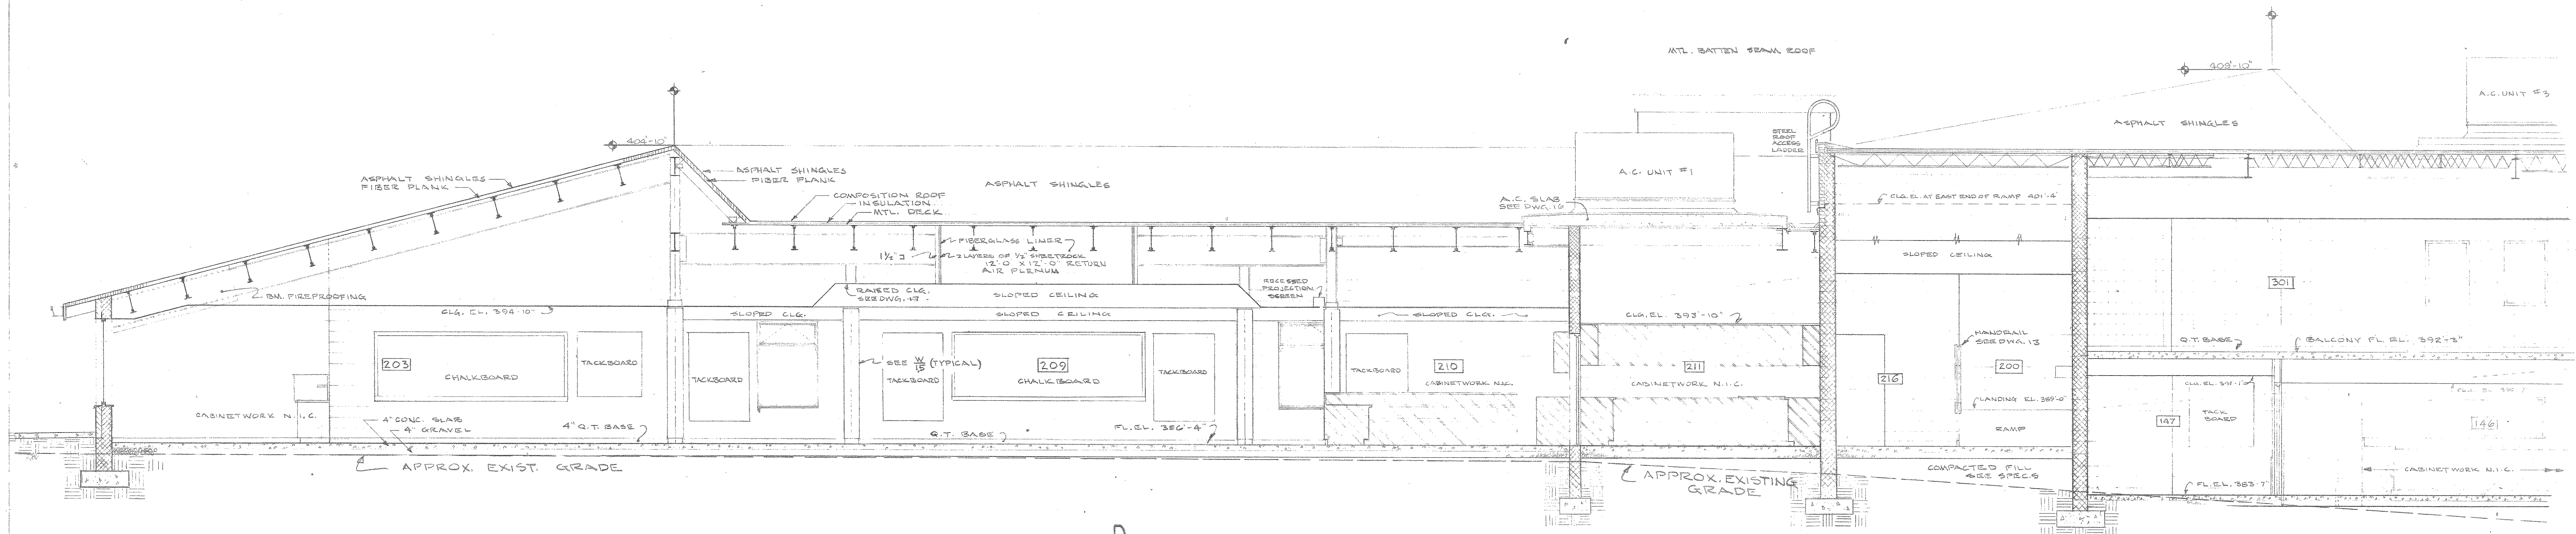 MTL. BATTEN SEAM ROOF
409'-10"
A.C. UNIT #3
ASPHALT SHINGLES
STEEL
ROOF
ACCESS
LADDER
404'-10"
ASPHALT SHINGLES
FIBER PLANK
ASPHALT SHINGLES
FIBER PLANK
COMPOSITION ROOF
INSULATION
MTL. DECK
ASPHALT SHINGLES
A.C. UNIT #1
A.C. SLAB
SEE DWG. 16
CLG. EL. AT EAST END OF RAMP 401'-4"
FIBERGLASS LINER
2 LAYERS OF 1/2" SHEETROCK
12'-0 X 12'-0" RETURN
AIR PLENUM
SLOPED CEILING
301
BM. FIREPROOFING
RAISED CLG.
SEE DWG. 17
SLOPED CEILING
RECESSED
PROJECTION
SCREEN
CLG. EL. 394'-10"
SLOPED CLG.
SLOPED CEILING
SLOPED CLG.
CLG. EL. 393'-10"
HANDRAIL
SEE DWG. 13
Q.T. BASE
BALCONY FL. EL. 392'-3"
203
CHALKBOARD
TACKBOARD
TACKBOARD
SEE W/15 (TYPICAL)
TACKBOARD
209
CHALKBOARD
TACKBOARD
TACKBOARD
210
CABINETWORK N.I.C.
211
CABINETWORK N.I.C.
216
200
LANDING EL. 389'-0"
RAMP
147
TACK
BOARD
146
CABINETWORK N.I.C.
4" CONC. SLAB
4" GRAVEL
4" Q.T. BASE
Q.T. BASE
FL. EL. 386'-4"
APPROX. EXIST. GRADE
APPROX. EXISTING
GRADE
COMPACTED FILL
SEE SPECS
CABINETWORK N.I.C.
FL. EL. 383'-7"